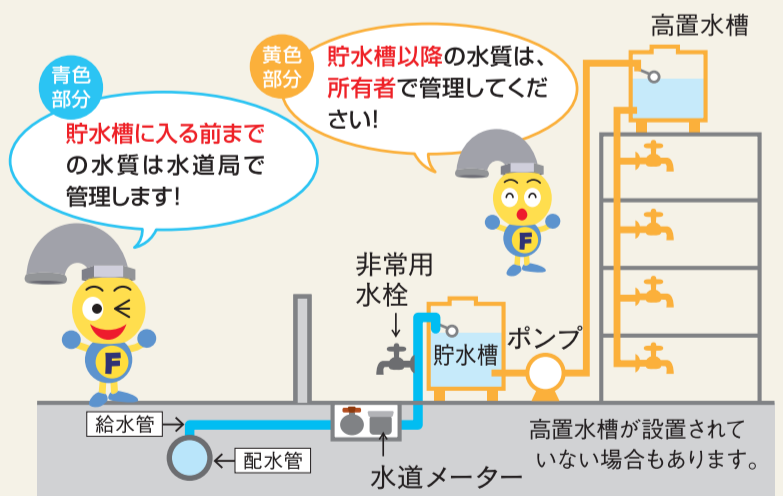 高置水槽
黄色
部分
貯水槽以降の水質は、
所有者で管理してくだ
さい！
青色
部分
貯水槽に入る前まで
の水質は水道局で
管理します！
F
F
非常用
水栓
貯水槽
ポンプ
給水管
配水管
水道メーター
高置水槽が設置されて
いない場合もあります。